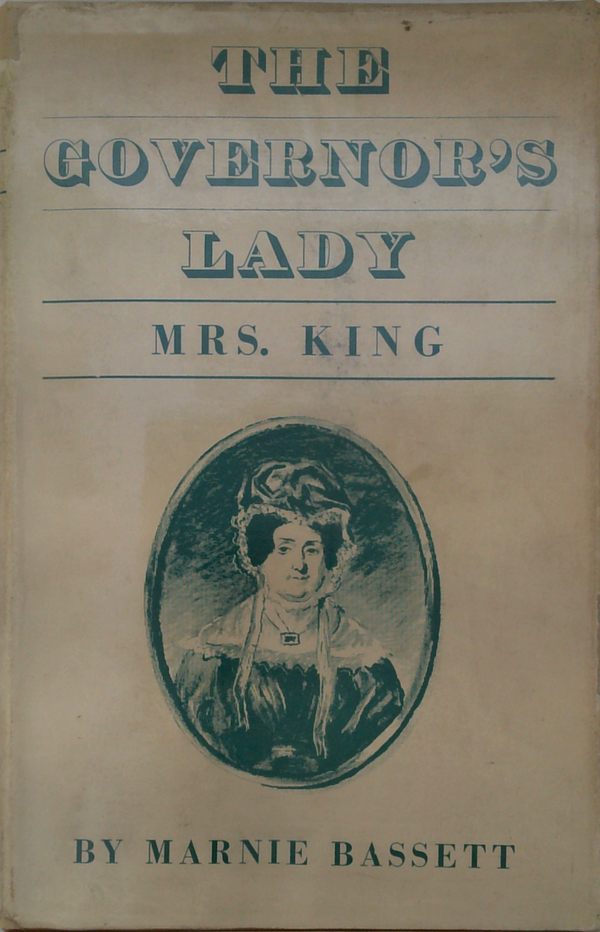 THE
GOVERNOR'S
LADY
MRS. KING
BY MARNIE BASSETT